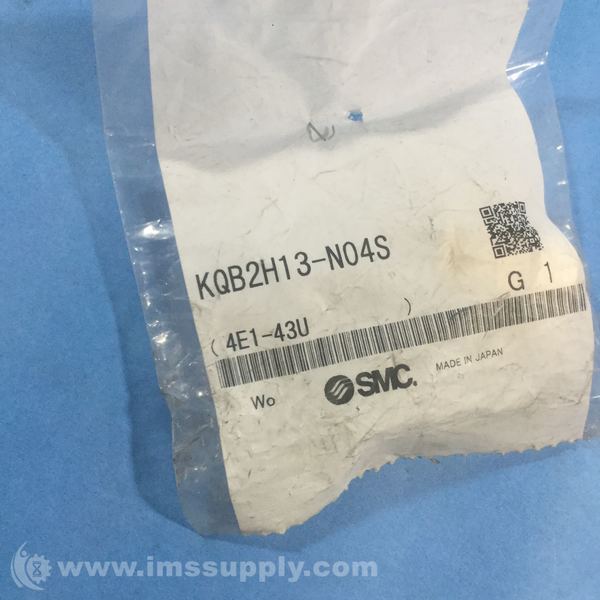 KQB2H13-N04S
G 1
( 4E1-43U )
Wo
SMC.
MADE IN JAPAN
www.imssupply.com